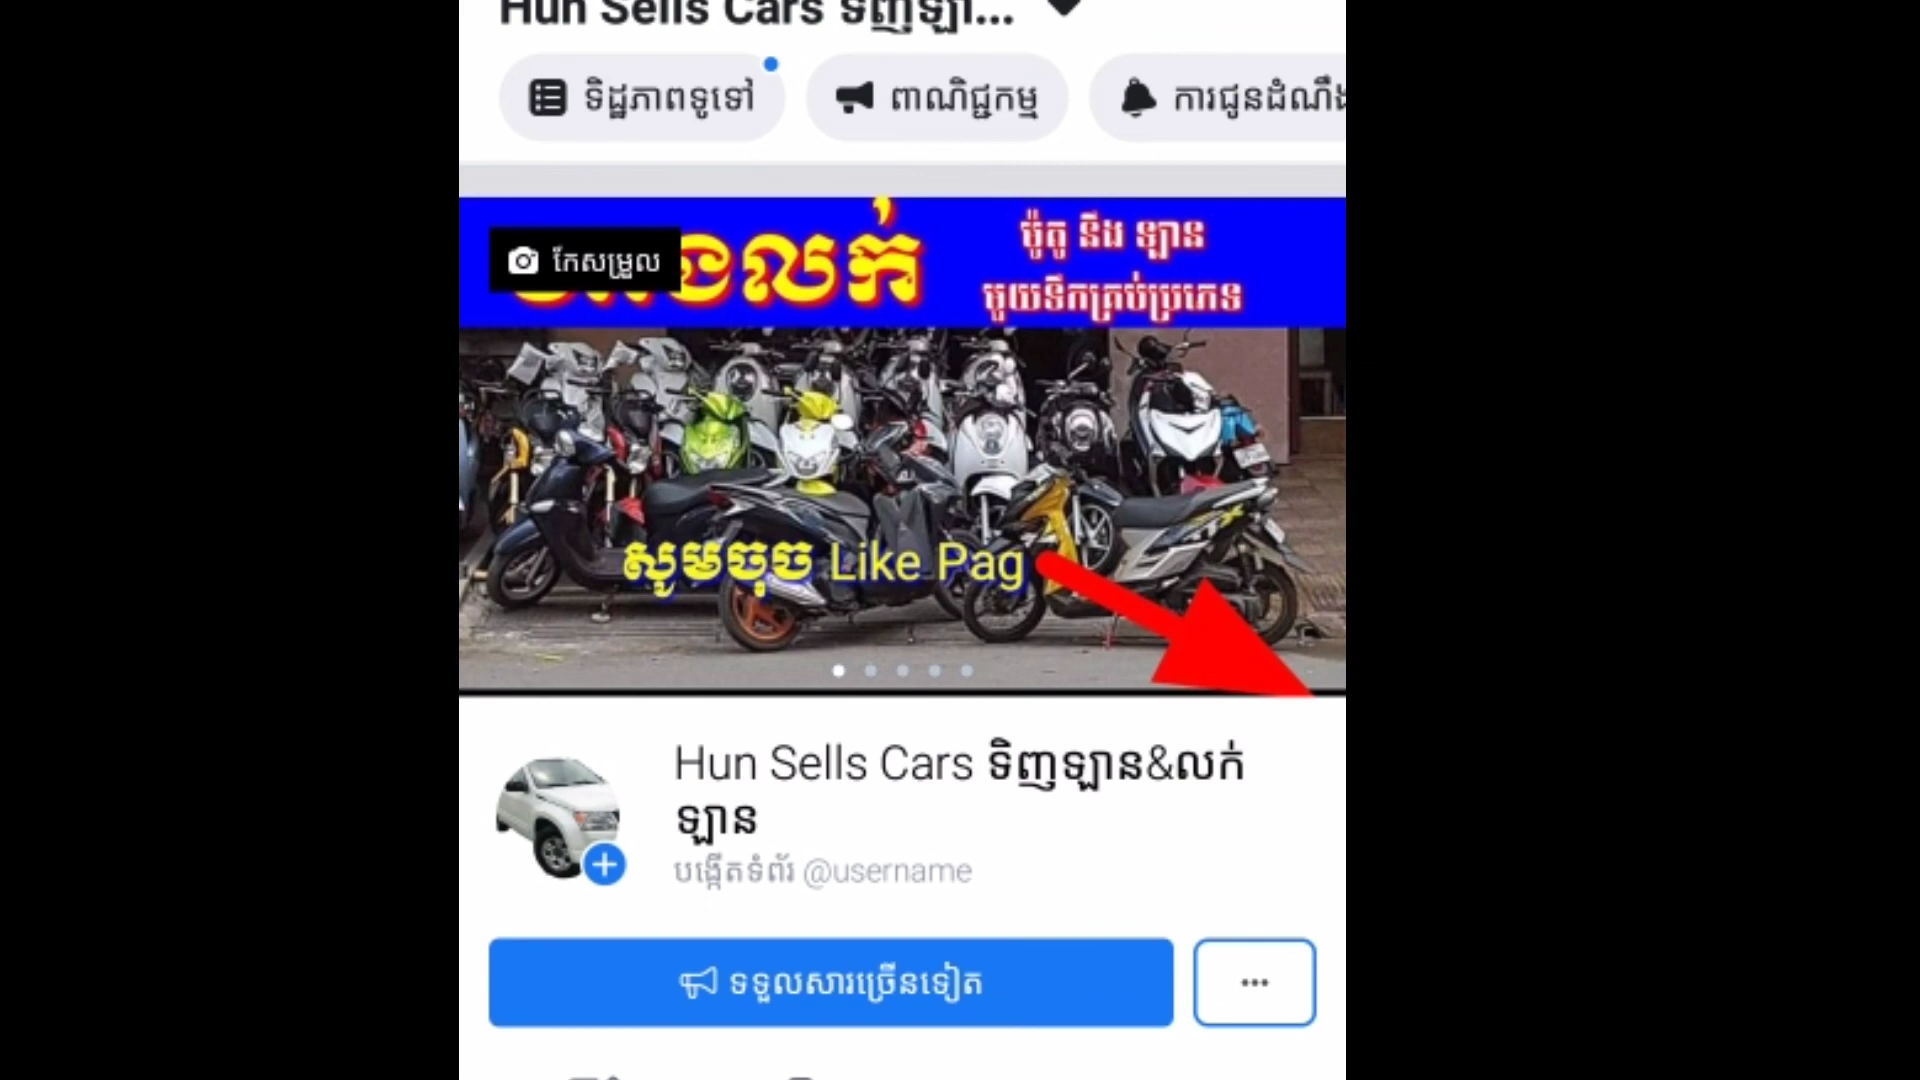 Hun Sells Cars ទិញឡា...
ទិដ្ឋភាពទូទៅ
ពាណិជ្ជកម្ម
ការជូនដំណឹង
កែសម្រួល
លក់
ម៉ូតូ នឹង ឡាន
មួយទឹកគ្រប់ប្រភេទ
សូមចុច Like Pag
Hun Sells Cars ទិញឡាន&លក់
ឡាន
បង្កើតទំព័រ @username
ទទួលសារច្រើនទៀត